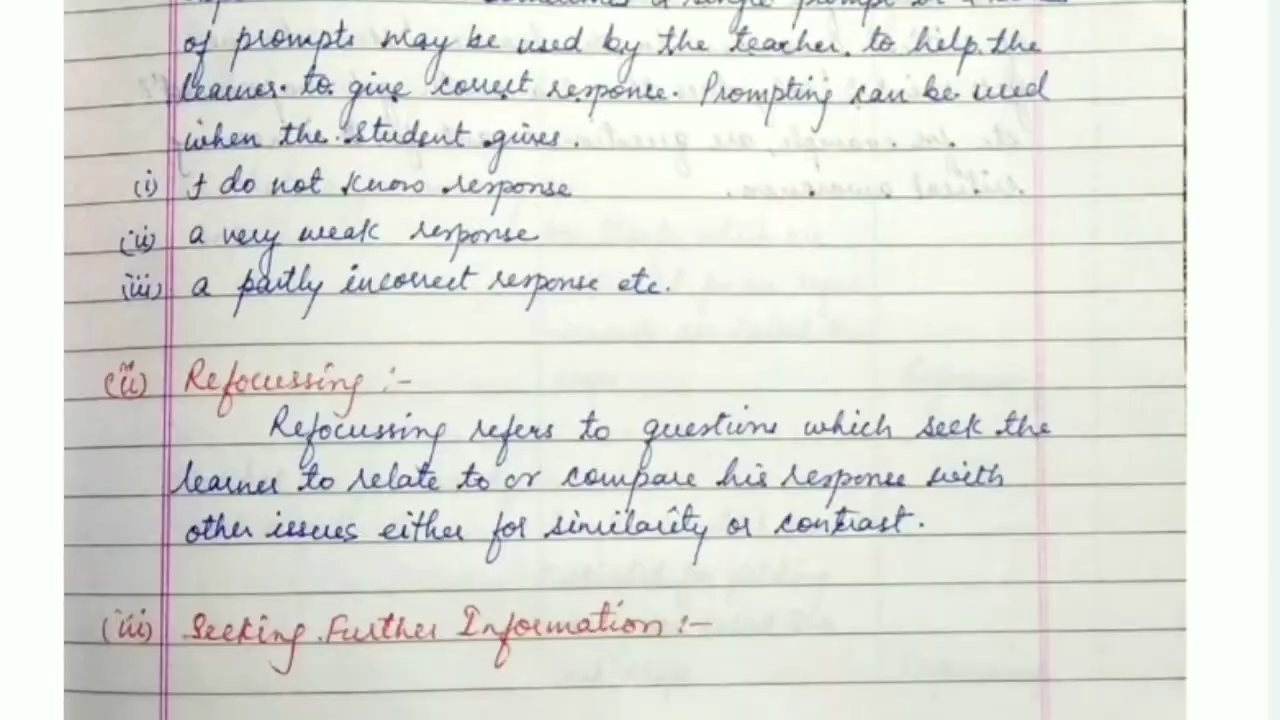 a single prompt
of prompts may be used by the teacher. to help the
learner. to give correct response. Prompting can be used
when the student gives.
(i) I do not know response
(ii) a very weak response
(iii) a partly incorrect response etc.
(ii) Refocussing :-
Refocussing refers to questions which seek the
learner to relate to or compare his response with
other issues either for similarity or contrast.
(iii) Seeking Further Information :-